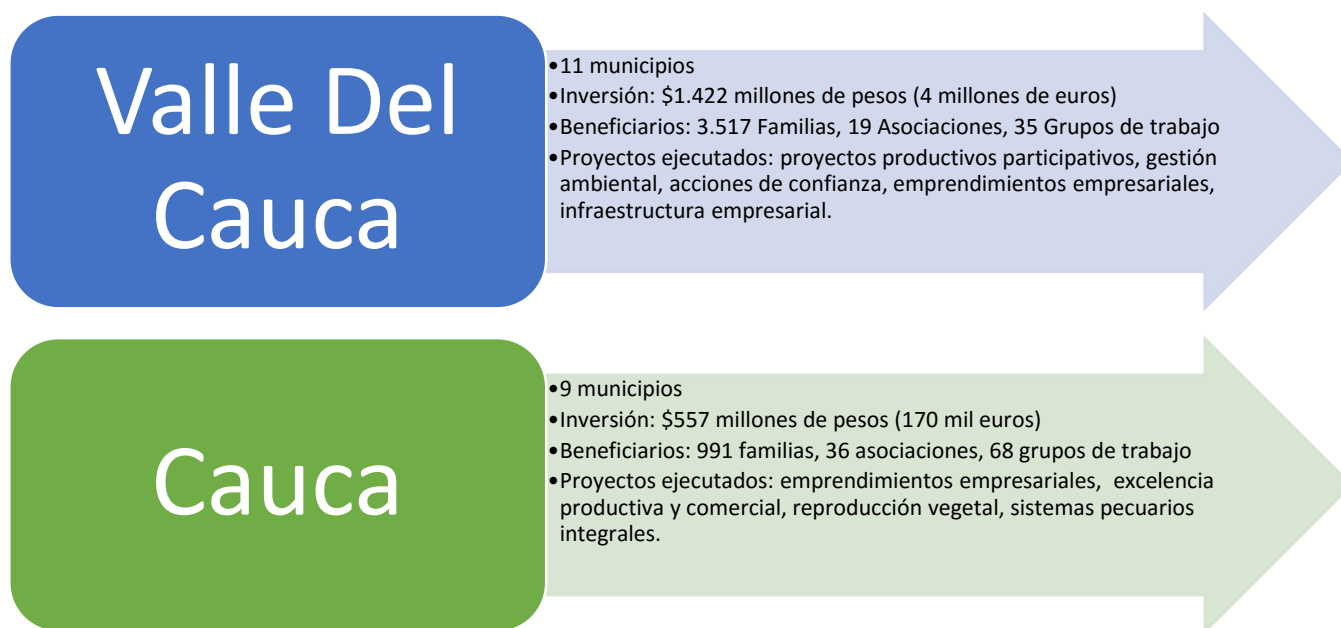 Valle Del
Cauca
•11 municipios
•Inversión: $1.422 millones de pesos (4 millones de euros)
•Beneficiarios: 3.517 Familias, 19 Asociaciones, 35 Grupos de trabajo
•Proyectos ejecutados: proyectos productivos participativos, gestión
ambiental, acciones de confianza, emprendimientos empresariales,
infraestructura empresarial.
Cauca
•9 municipios
•Inversión: $557 millones de pesos (170 mil euros)
•Beneficiarios: 991 familias, 36 asociaciones, 68 grupos de trabajo
•Proyectos ejecutados: emprendimientos empresariales,  excelencia
productiva y comercial, reproducción vegetal, sistemas pecuarios
integrales.